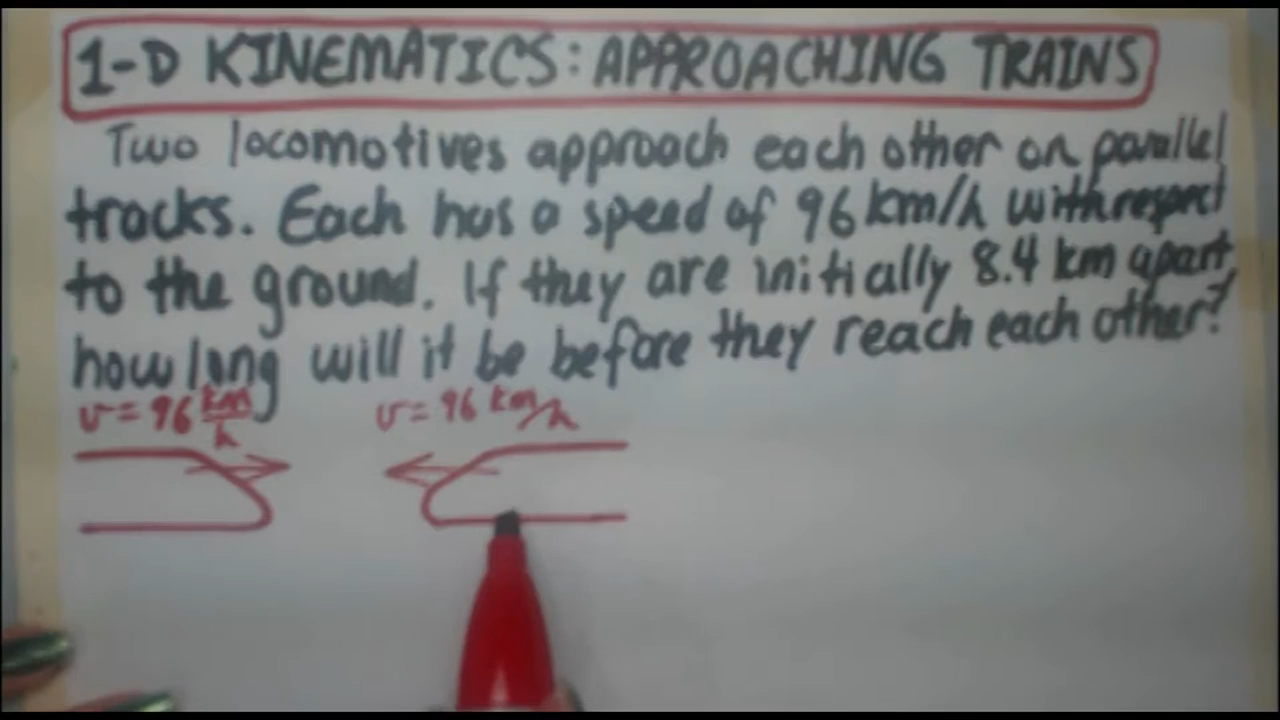 1-D KINEMATICS: APPROACHING TRAINS
Two locomotives approach each other on parallel
tracks. Each has a speed of 96 km/h with respect
to the ground. If they are initially 8.4 km apart,
how long will it be before they reach each other?
v = 96 km/h v = 96 km/h